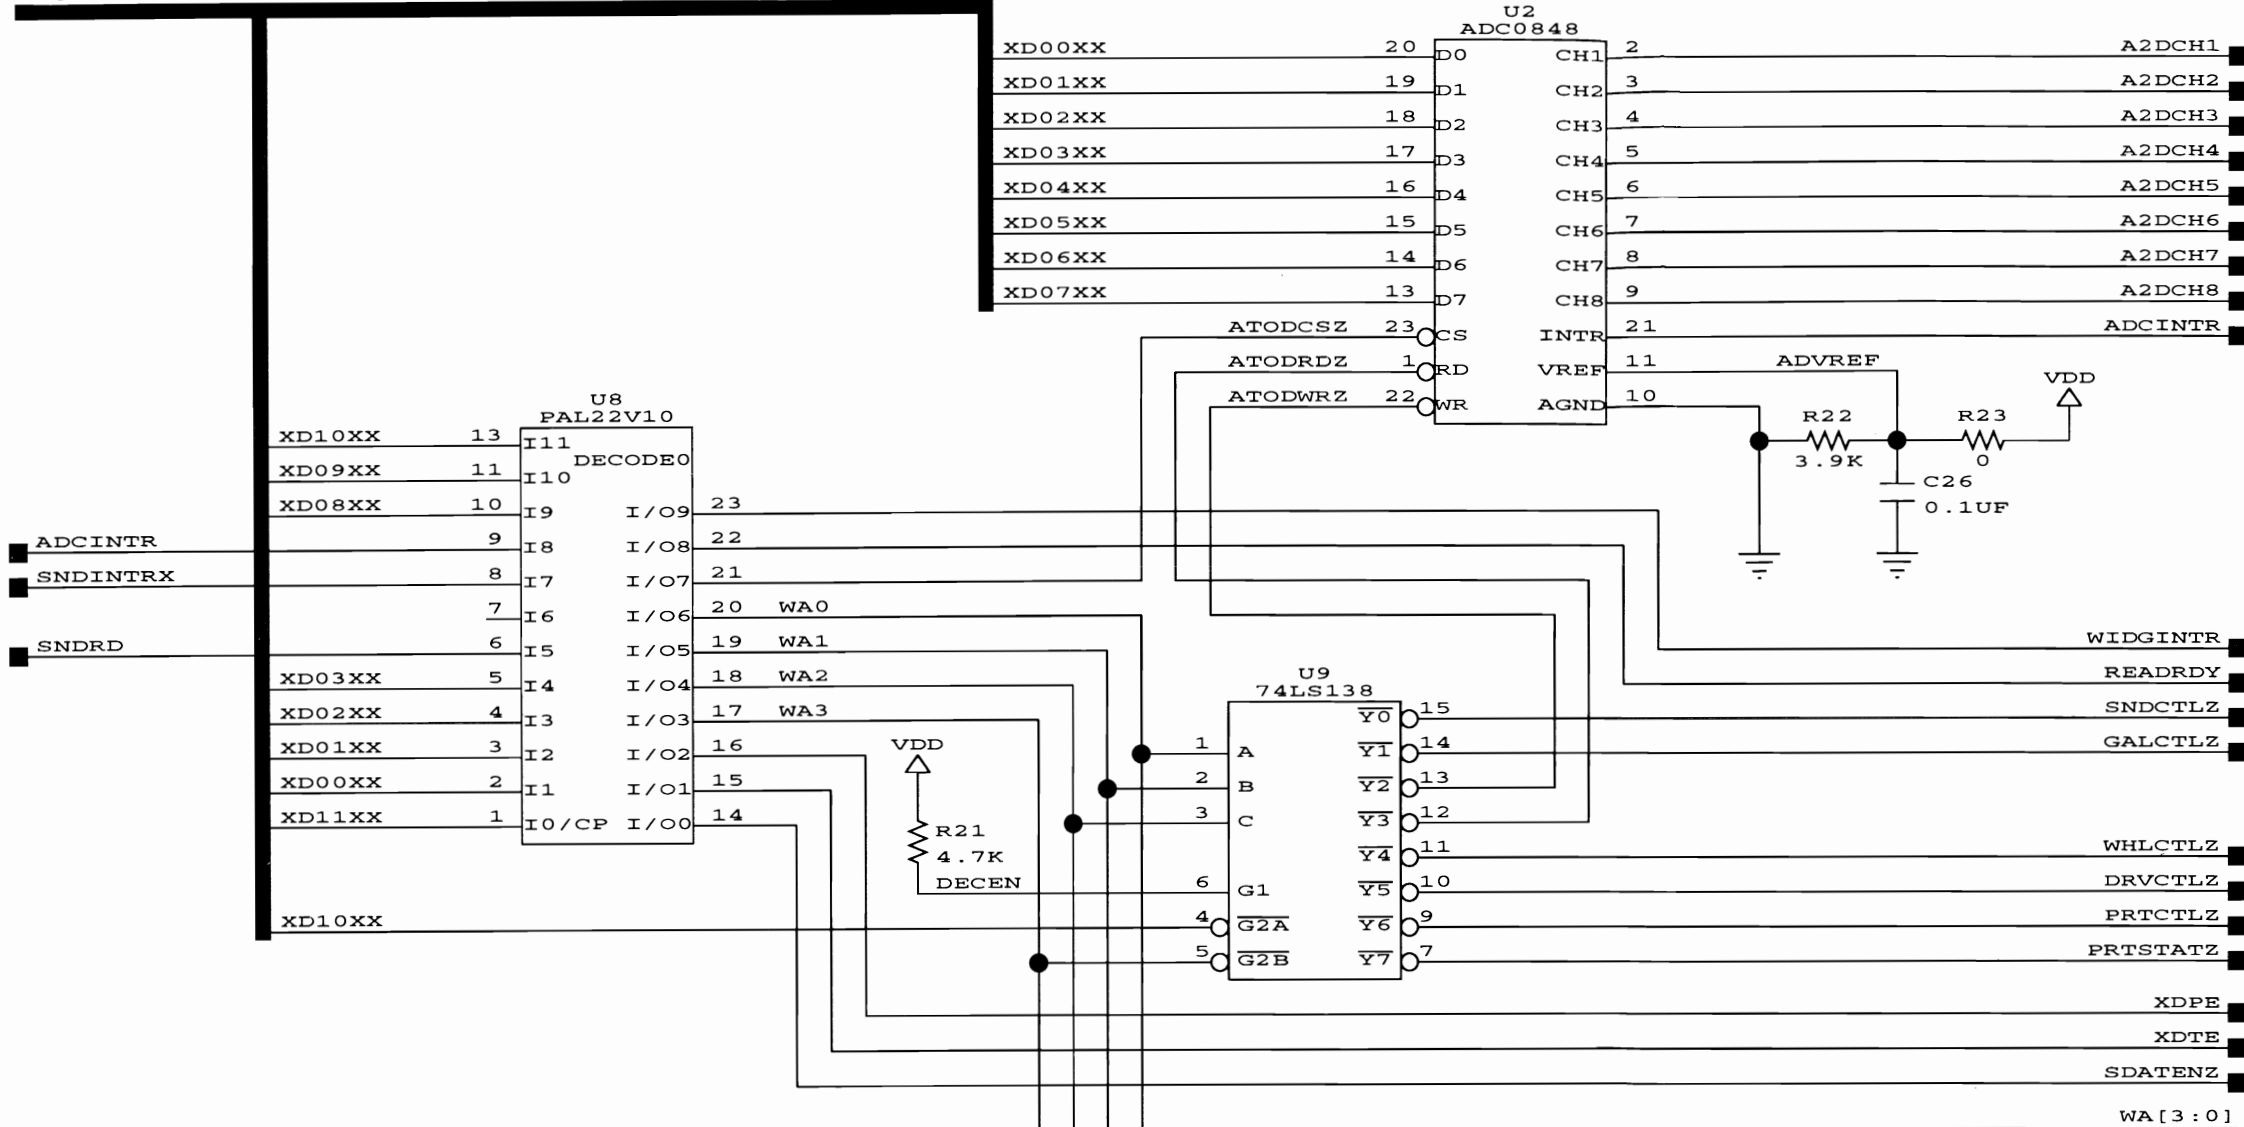 U2
ADC0848
XD00XX 20 D0 CH1 2 A2DCH1
XD01XX 19 D1 CH2 3 A2DCH2
XD02XX 18 D2 CH3 4 A2DCH3
XD03XX 17 D3 CH4 5 A2DCH4
XD04XX 16 D4 CH5 6 A2DCH5
XD05XX 15 D5 CH6 7 A2DCH6
XD06XX 14 D6 CH7 8 A2DCH7
XD07XX 13 D7 CH8 9 A2DCH8
ATODCSZ 23 CS INTR 21 ADCINTR
ATODRDZ 1 RD VREF 11 ADVREF
ATODWRZ 22 WR AGND 10
VDD
R22 R23
3.9K 0
C26
0.1UF
U8
PAL22V10
XD10XX 13 I11
DECODE0
XD09XX 11 I10
XD08XX 10 I9 I/O9 23
ADCINTR 9 I8 I/O8 22
SNDINTRX 8 I7 I/O7 21
7 I6 I/O6 20 WA0
SNDRD 6 I5 I/O5 19 WA1
XD03XX 5 I4 I/O4 18 WA2
XD02XX 4 I3 I/O3 17 WA3
XD01XX 3 I2 I/O2 16
XD00XX 2 I1 I/O1 15
XD11XX 1 I0/CP I/O0 14
WIDGINTR
READRDY
VDD
R21
4.7K
DECEN
XD10XX
U9
74LS138
Y0 15 SNDCTLZ
1 A Y1 14 GALCTLZ
2 B Y2 13
3 C Y3 12
Y4 11 WHLCTLZ
6 G1 Y5 10 DRVCTLZ
4 G2A Y6 9 PRTCTLZ
5 G2B Y7 7 PRTSTATZ
XDPE
XDTE
SDATENZ
WA[3:0]